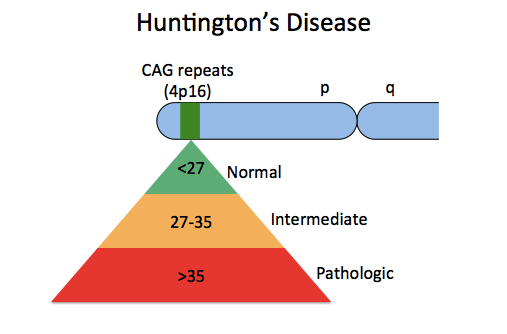 Huntington's Disease
CAG repeats
(4p16)
p
q
<27
Normal
27-35
Intermediate
>35
Pathologic